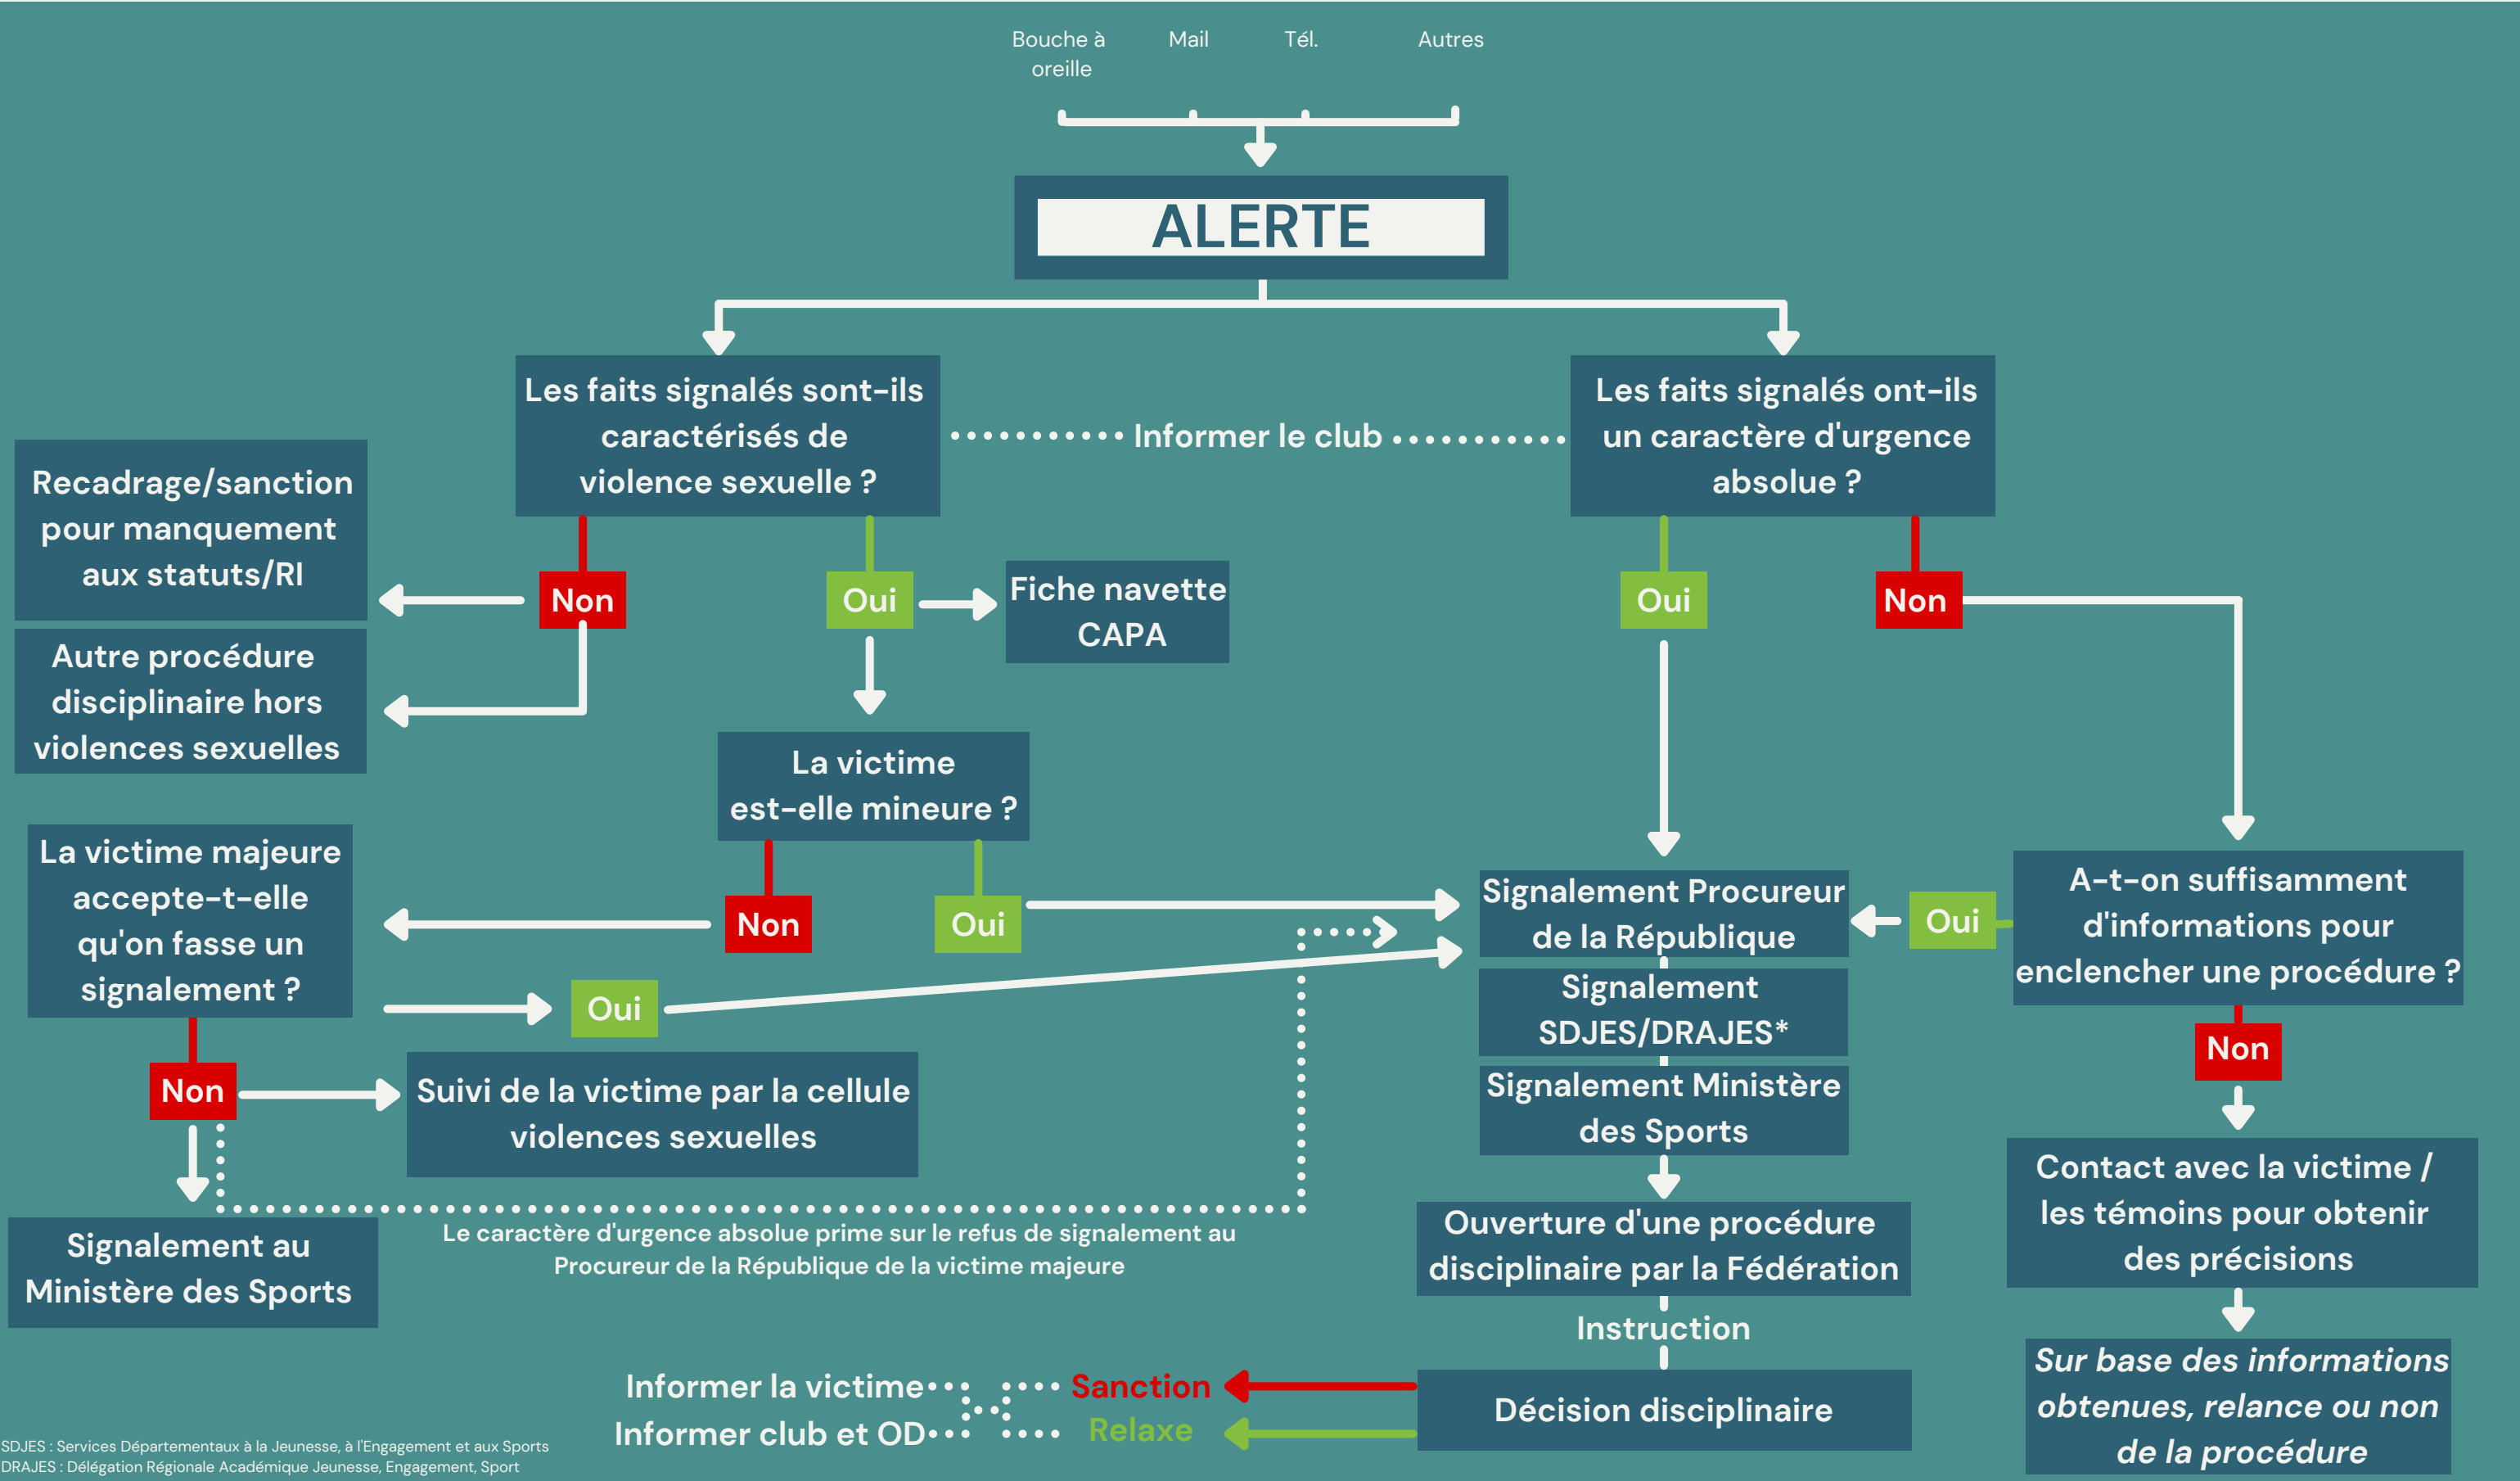 Bouche à
oreille
Mail
Tél.
Autres
ALERTE
Les faits signalés sont-ils
caractérisés de
violence sexuelle ?
Informer le club
Les faits signalés ont-ils
un caractère d'urgence
absolue ?
Recadrage/sanction
pour manquement
aux statuts/RI
Non
Oui
Fiche navette
CAPA
Oui
Non
Autre procédure
disciplinaire hors
violences sexuelles
La victime
est-elle mineure ?
La victime majeure
accepte-t-elle
qu'on fasse un
signalement ?
Non
Oui
Signalement Procureur
de la République
Oui
A-t-on suffisamment
d'informations pour
enclencher une procédure ?
Oui
Signalement
SDJES/DRAJES*
Non
Non
Suivi de la victime par la cellule
violences sexuelles
Signalement Ministère
des Sports
Contact avec la victime /
les témoins pour obtenir
des précisions
Signalement au
Ministère des Sports
Le caractère d'urgence absolue prime sur le refus de signalement au
Procureur de la République de la victime majeure
Ouverture d'une procédure
disciplinaire par la Fédération
Instruction
Sur base des informations
obtenues, relance ou non
de la procédure
Informer la victime
Informer club et OD
Sanction
Relaxe
Décision disciplinaire
SDJES : Services Départementaux à la Jeunesse, à l'Engagement et aux Sports
DRAJES : Délégation Régionale Académique Jeunesse, Engagement, Sport